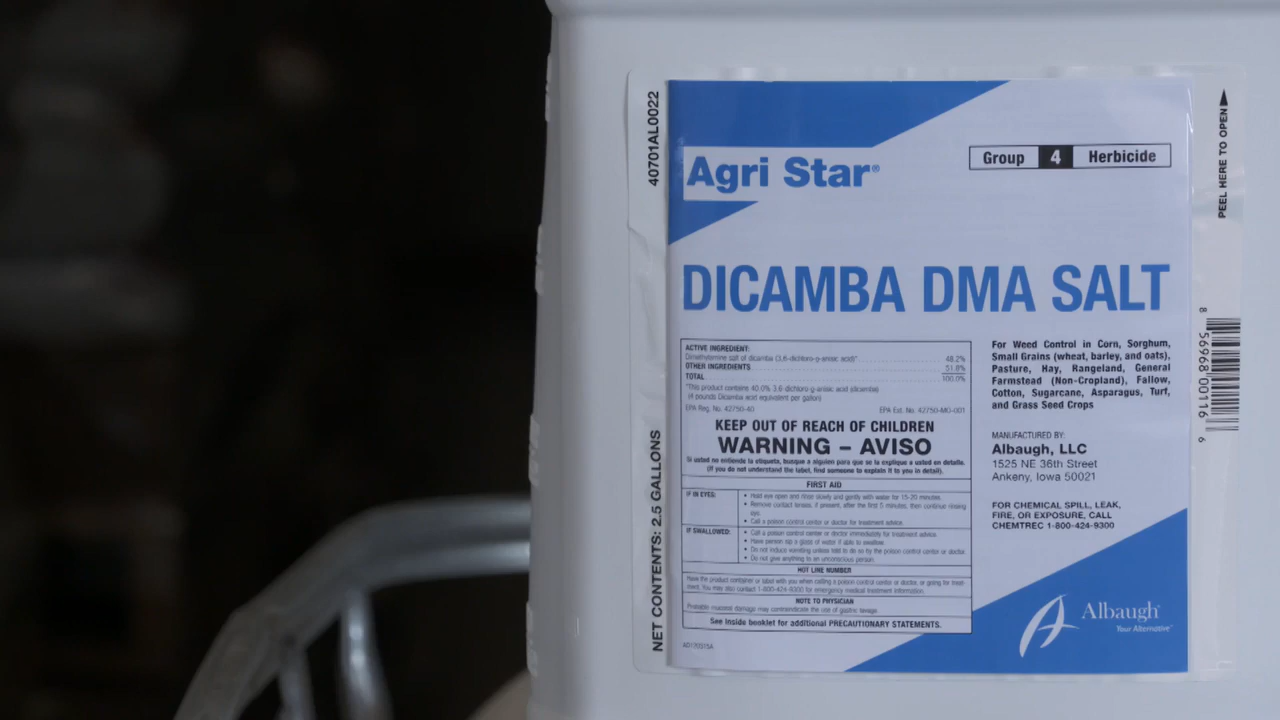 40701AL0022
NET CONTENTS: 2.5 GALLONS
Agri Star®
Group 4 Herbicide
DICAMBA DMA SALT
ACTIVE INGREDIENT:
Dimethylamine salt of dicamba (3,6-dichloro-o-anisic acid)* 48.2%
OTHER INGREDIENTS 51.8%
TOTAL 100.0%
*This product contains 40.0% 3,6-dichloro-o-anisic acid (dicamba)
(4 pounds Dicamba acid equivalent per gallon)
EPA Reg. No. 42750-40 EPA Est. No. 42750-MO-001
KEEP OUT OF REACH OF CHILDREN
WARNING – AVISO
Si usted no entiende la etiqueta, busque a alguien para que se la explique a usted en detalle.
(If you do not understand the label, find someone to explain it to you in detail).
FIRST AID
IF IN EYES:
• Hold eye open and rinse slowly and gently with water for 15-20 minutes.
• Remove contact lenses, if present, after the first 5 minutes, then continue rinsing
eye.
• Call a poison control center or doctor for treatment advice.
IF SWALLOWED:
• Call a poison control center or doctor immediately for treatment advice.
• Have person sip a glass of water if able to swallow.
• Do not induce vomiting unless told to do so by the poison control center or doctor.
• Do not give anything to an unconscious person.
HOT LINE NUMBER
Have the product container or label with you when calling a poison control center or doctor, or going for treat-
ment. You may also contact 1-800-424-9300 for emergency medical treatment information.
NOTE TO PHYSICIAN
Probable mucosal damage may contraindicate the use of gastric lavage.
See inside booklet for additional PRECAUTIONARY STATEMENTS.
For Weed Control in Corn, Sorghum,
Small Grains (wheat, barley, and oats),
Pasture, Hay, Rangeland, General
Farmstead (Non-Cropland), Fallow,
Cotton, Sugarcane, Asparagus, Turf,
and Grass Seed Crops
MANUFACTURED BY:
Albaugh, LLC
1525 NE 36th Street
Ankeny, Iowa 50021
FOR CHEMICAL SPILL, LEAK,
FIRE, OR EXPOSURE, CALL
CHEMTREC 1-800-424-9300
Albaugh
Your Alternative
PEEL HERE TO OPEN
8 56968 00116 6